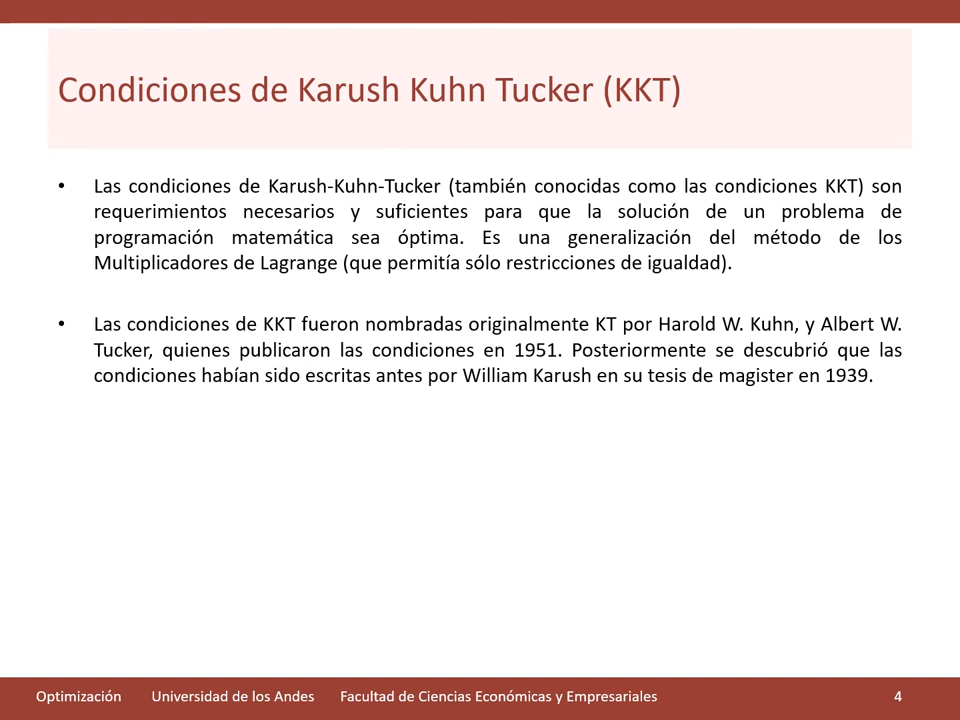 Condiciones de Karush Kuhn Tucker (KKT)
• Las condiciones de Karush-Kuhn-Tucker (también conocidas como las condiciones KKT) son
requerimientos necesarios y suficientes para que la solución de un problema de
programación matemática sea óptima. Es una generalización del método de los
Multiplicadores de Lagrange (que permitía sólo restricciones de igualdad).
• Las condiciones de KKT fueron nombradas originalmente KT por Harold W. Kuhn, y Albert W.
Tucker, quienes publicaron las condiciones en 1951. Posteriormente se descubrió que las
condiciones habían sido escritas antes por William Karush en su tesis de magister en 1939.
Optimización Universidad de los Andes Facultad de Ciencias Económicas y Empresariales 4